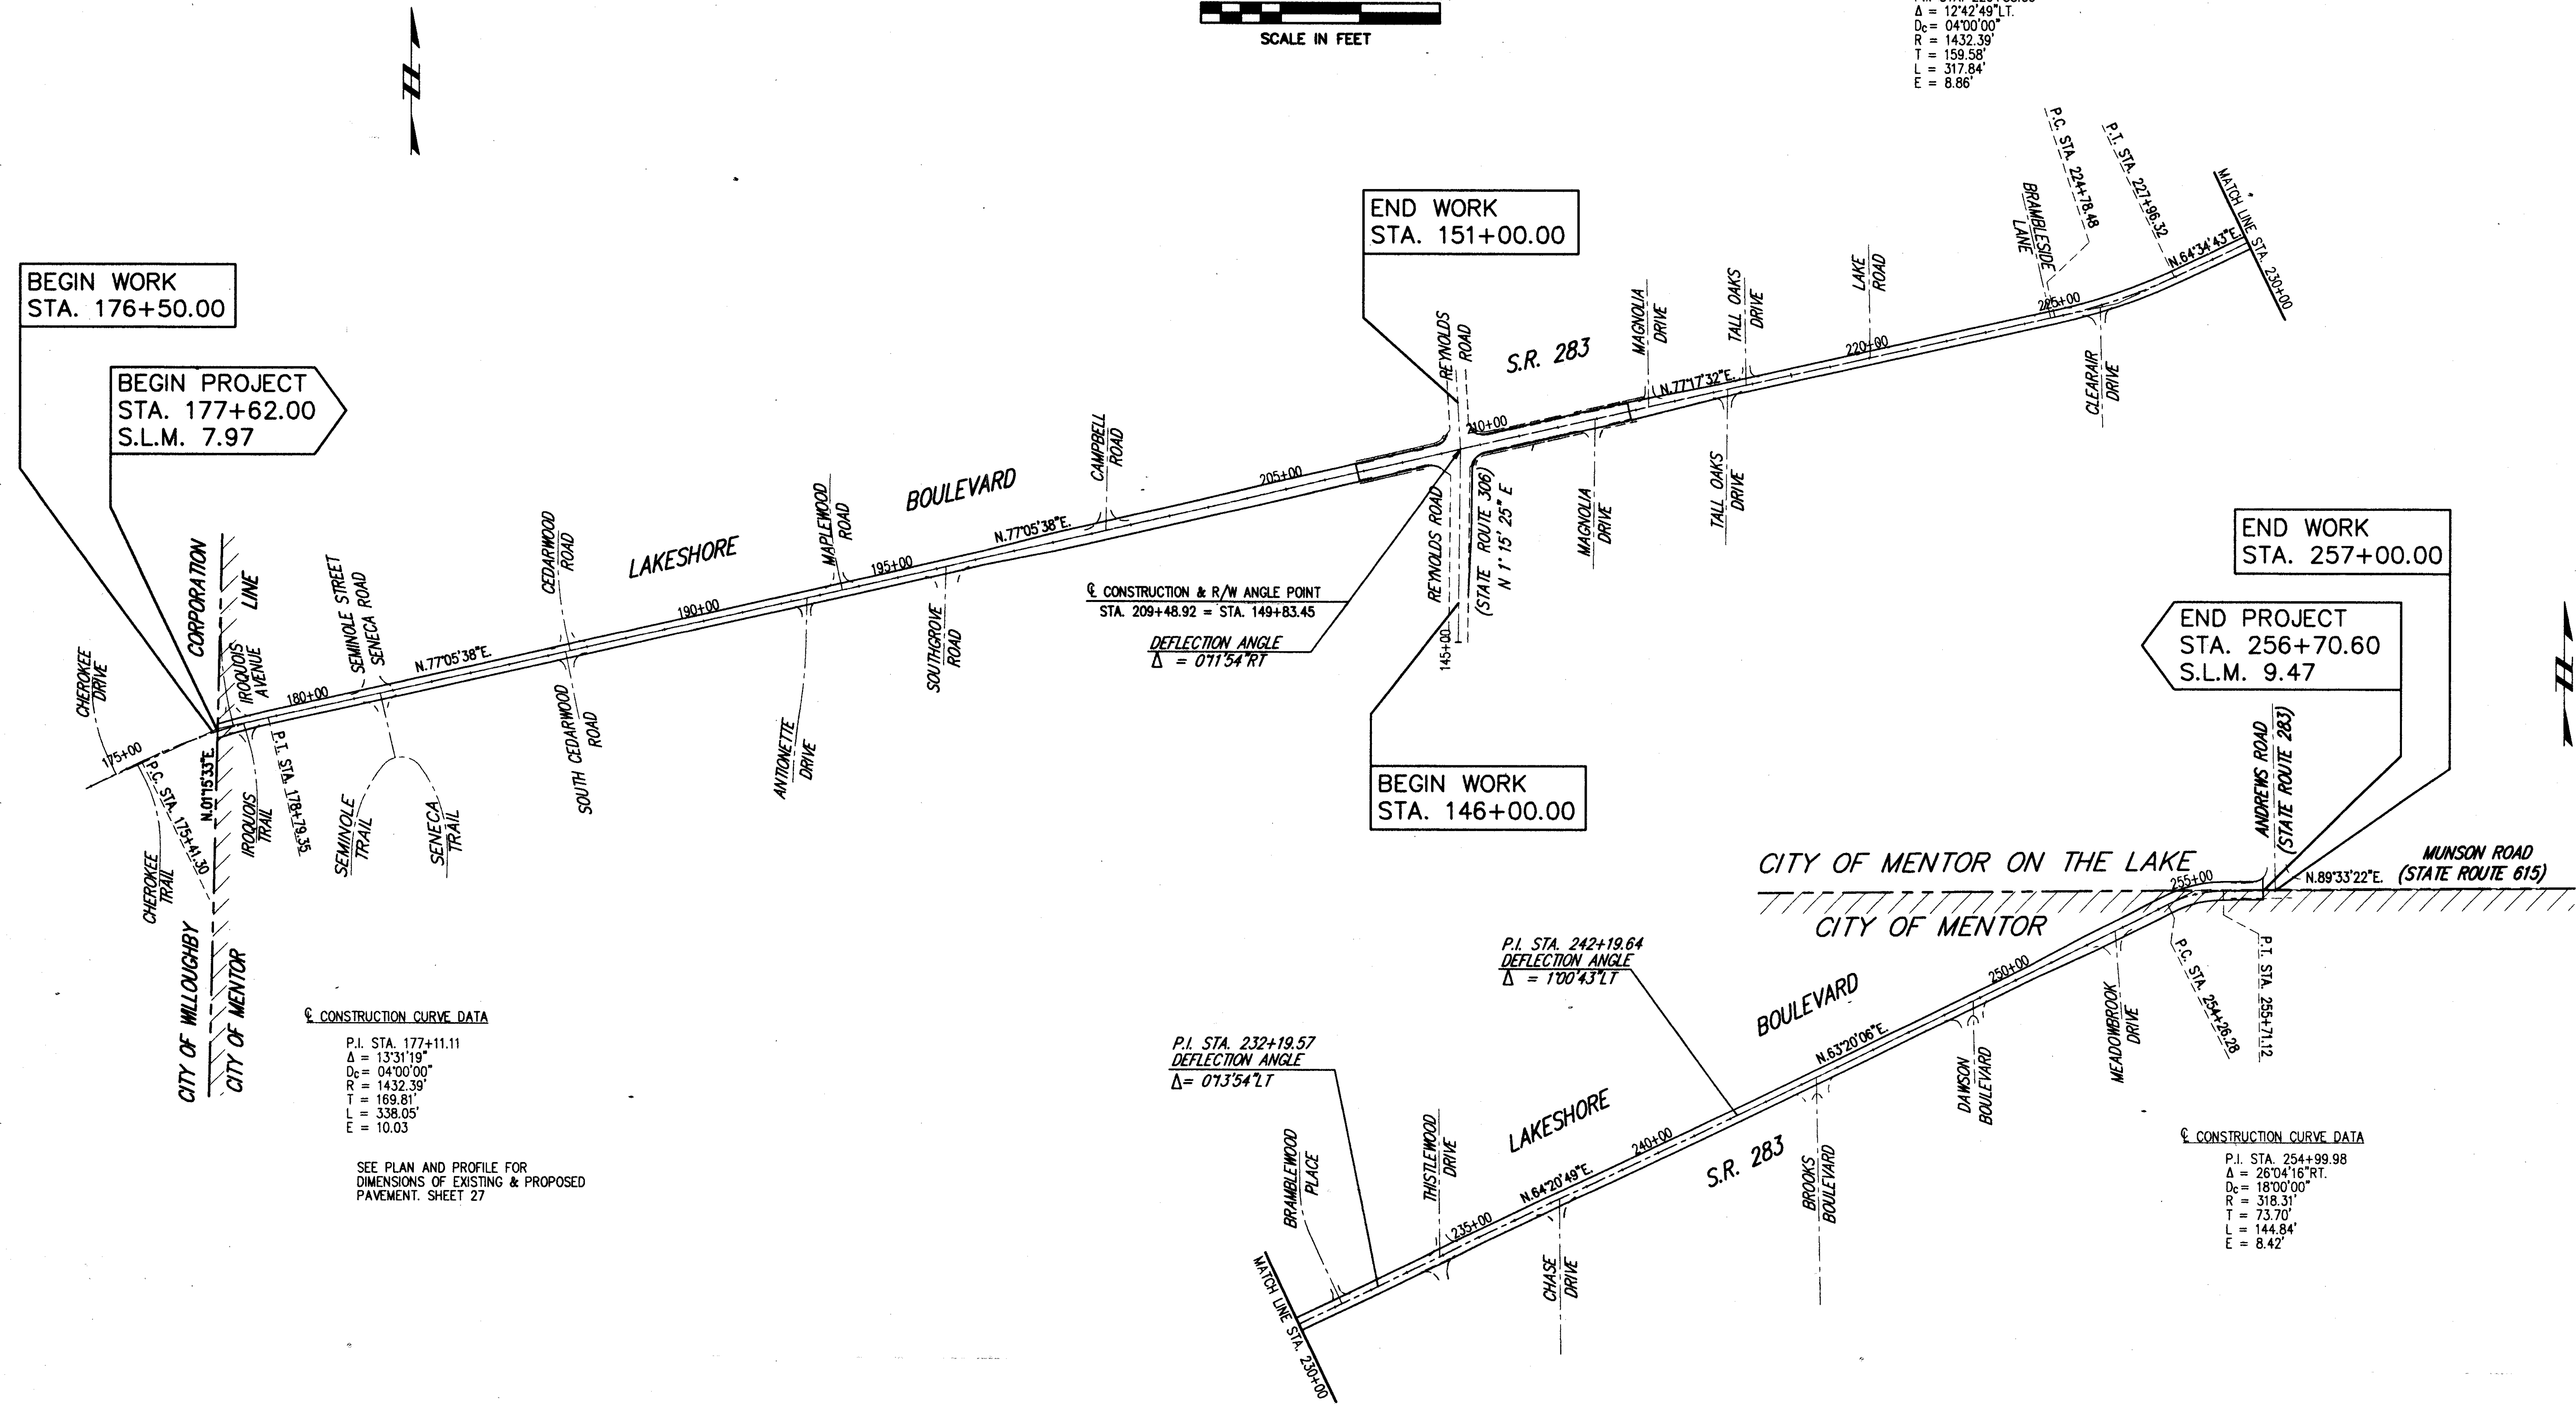 SCALE IN FEET
Δ = 12°42'49"LT.
Dc = 04°00'00"
R = 1432.39'
T = 159.58'
L = 317.84'
E = 8.86'
BEGIN WORK
STA. 176+50.00
BEGIN PROJECT
STA. 177+62.00
S.L.M. 7.97
END WORK
STA. 151+00.00
P.C. STA. 224+78.48
P.T. STA. 227+96.32
MATCH LINE STA. 230+00
BRAMBLESIDE
LANE
N.64°34'43"E.
225+00
CLEARAIR
DRIVE
LAKE
ROAD
220+00
TALL OAKS
DRIVE
MAGNOLIA
DRIVE
N.77°17'32"E.
S.R. 283
REYNOLDS
ROAD
210+00
MAGNOLIA
DRIVE
TALL OAKS
DRIVE
REYNOLDS ROAD
(STATE ROUTE 306)
N 1° 15' 25" E
145+00
205+00
CAMPBELL
ROAD
BOULEVARD
N.77°05'38"E.
MAPLEWOOD
ROAD
195+00
SOUTHGROVE
ROAD
LAKESHORE
190+00
ANTIONETTE
DRIVE
CEDARWOOD
ROAD
SOUTH CEDARWOOD
ROAD
N.77°05'38"E.
SEMINOLE STREET
SENECA ROAD
180+00
CORPORATION
LINE
IROQUOIS
AVENUE
CHEROKEE
DRIVE
175+00
P.C. STA. 175+41.30
N.01°15'33"E.
P.T. STA. 178+79.35
IROQUOIS
TRAIL
SEMINOLE
TRAIL
SENECA
TRAIL
CHEROKEE
TRAIL
CITY OF WILLOUGHBY
CITY OF MENTOR
℄ CONSTRUCTION & R/W ANGLE POINT
STA. 209+48.92 = STA. 149+83.45
DEFLECTION ANGLE
Δ = 0°11'54"RT
BEGIN WORK
STA. 146+00.00
END WORK
STA. 257+00.00
END PROJECT
STA. 256+70.60
S.L.M. 9.47
ANDREWS ROAD
(STATE ROUTE 283)
MUNSON ROAD
(STATE ROUTE 615)
N.89°33'22"E.
CITY OF MENTOR ON THE LAKE
CITY OF MENTOR
255+00
P.C. STA. 254+26.28
P.T. STA. 255+71.12
MEADOWBROOK
DRIVE
250+00
DAWSON
BOULEVARD
BOULEVARD
N.63°20'06"E.
BROOKS
BOULEVARD
P.I. STA. 242+19.64
DEFLECTION ANGLE
Δ = 1°00'43"LT
S.R. 283
240+00
LAKESHORE
N.64°20'49"E.
CHASE
DRIVE
THISTLEWOOD
DRIVE
235+00
P.I. STA. 232+19.57
DEFLECTION ANGLE
Δ= 0°13'54"LT
BRAMBLEWOOD
PLACE
MATCH LINE STA. 230+00
℄ CONSTRUCTION CURVE DATA
P.I. STA. 177+11.11
Δ = 13°31'19"
Dc = 04°00'00"
R = 1432.39'
T = 169.81'
L = 338.05'
E = 10.03
SEE PLAN AND PROFILE FOR
DIMENSIONS OF EXISTING & PROPOSED
PAVEMENT. SHEET 27
℄ CONSTRUCTION CURVE DATA
P.I. STA. 254+99.98
Δ = 26°04'16"RT.
Dc = 18°00'00"
R = 318.31'
T = 73.70'
L = 144.84'
E = 8.42'